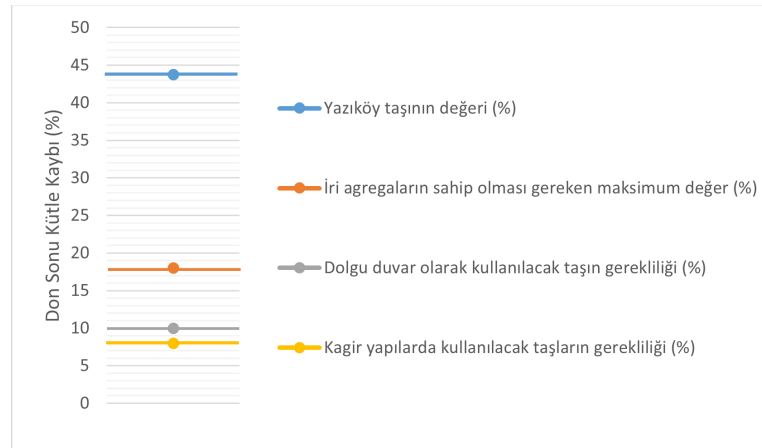 Don Sonu Kütle Kaybı (%)
50
45
40
35
30
25
20
15
10
5
0
Yazıköy taşının değeri (%)
İri agregaların sahip olması gereken maksimum değer (%)
Dolgu duvar olarak kullanılacak taşın gerekliliği (%)
Kagir yapılarda kullanılacak taşların gerekliliği (%)